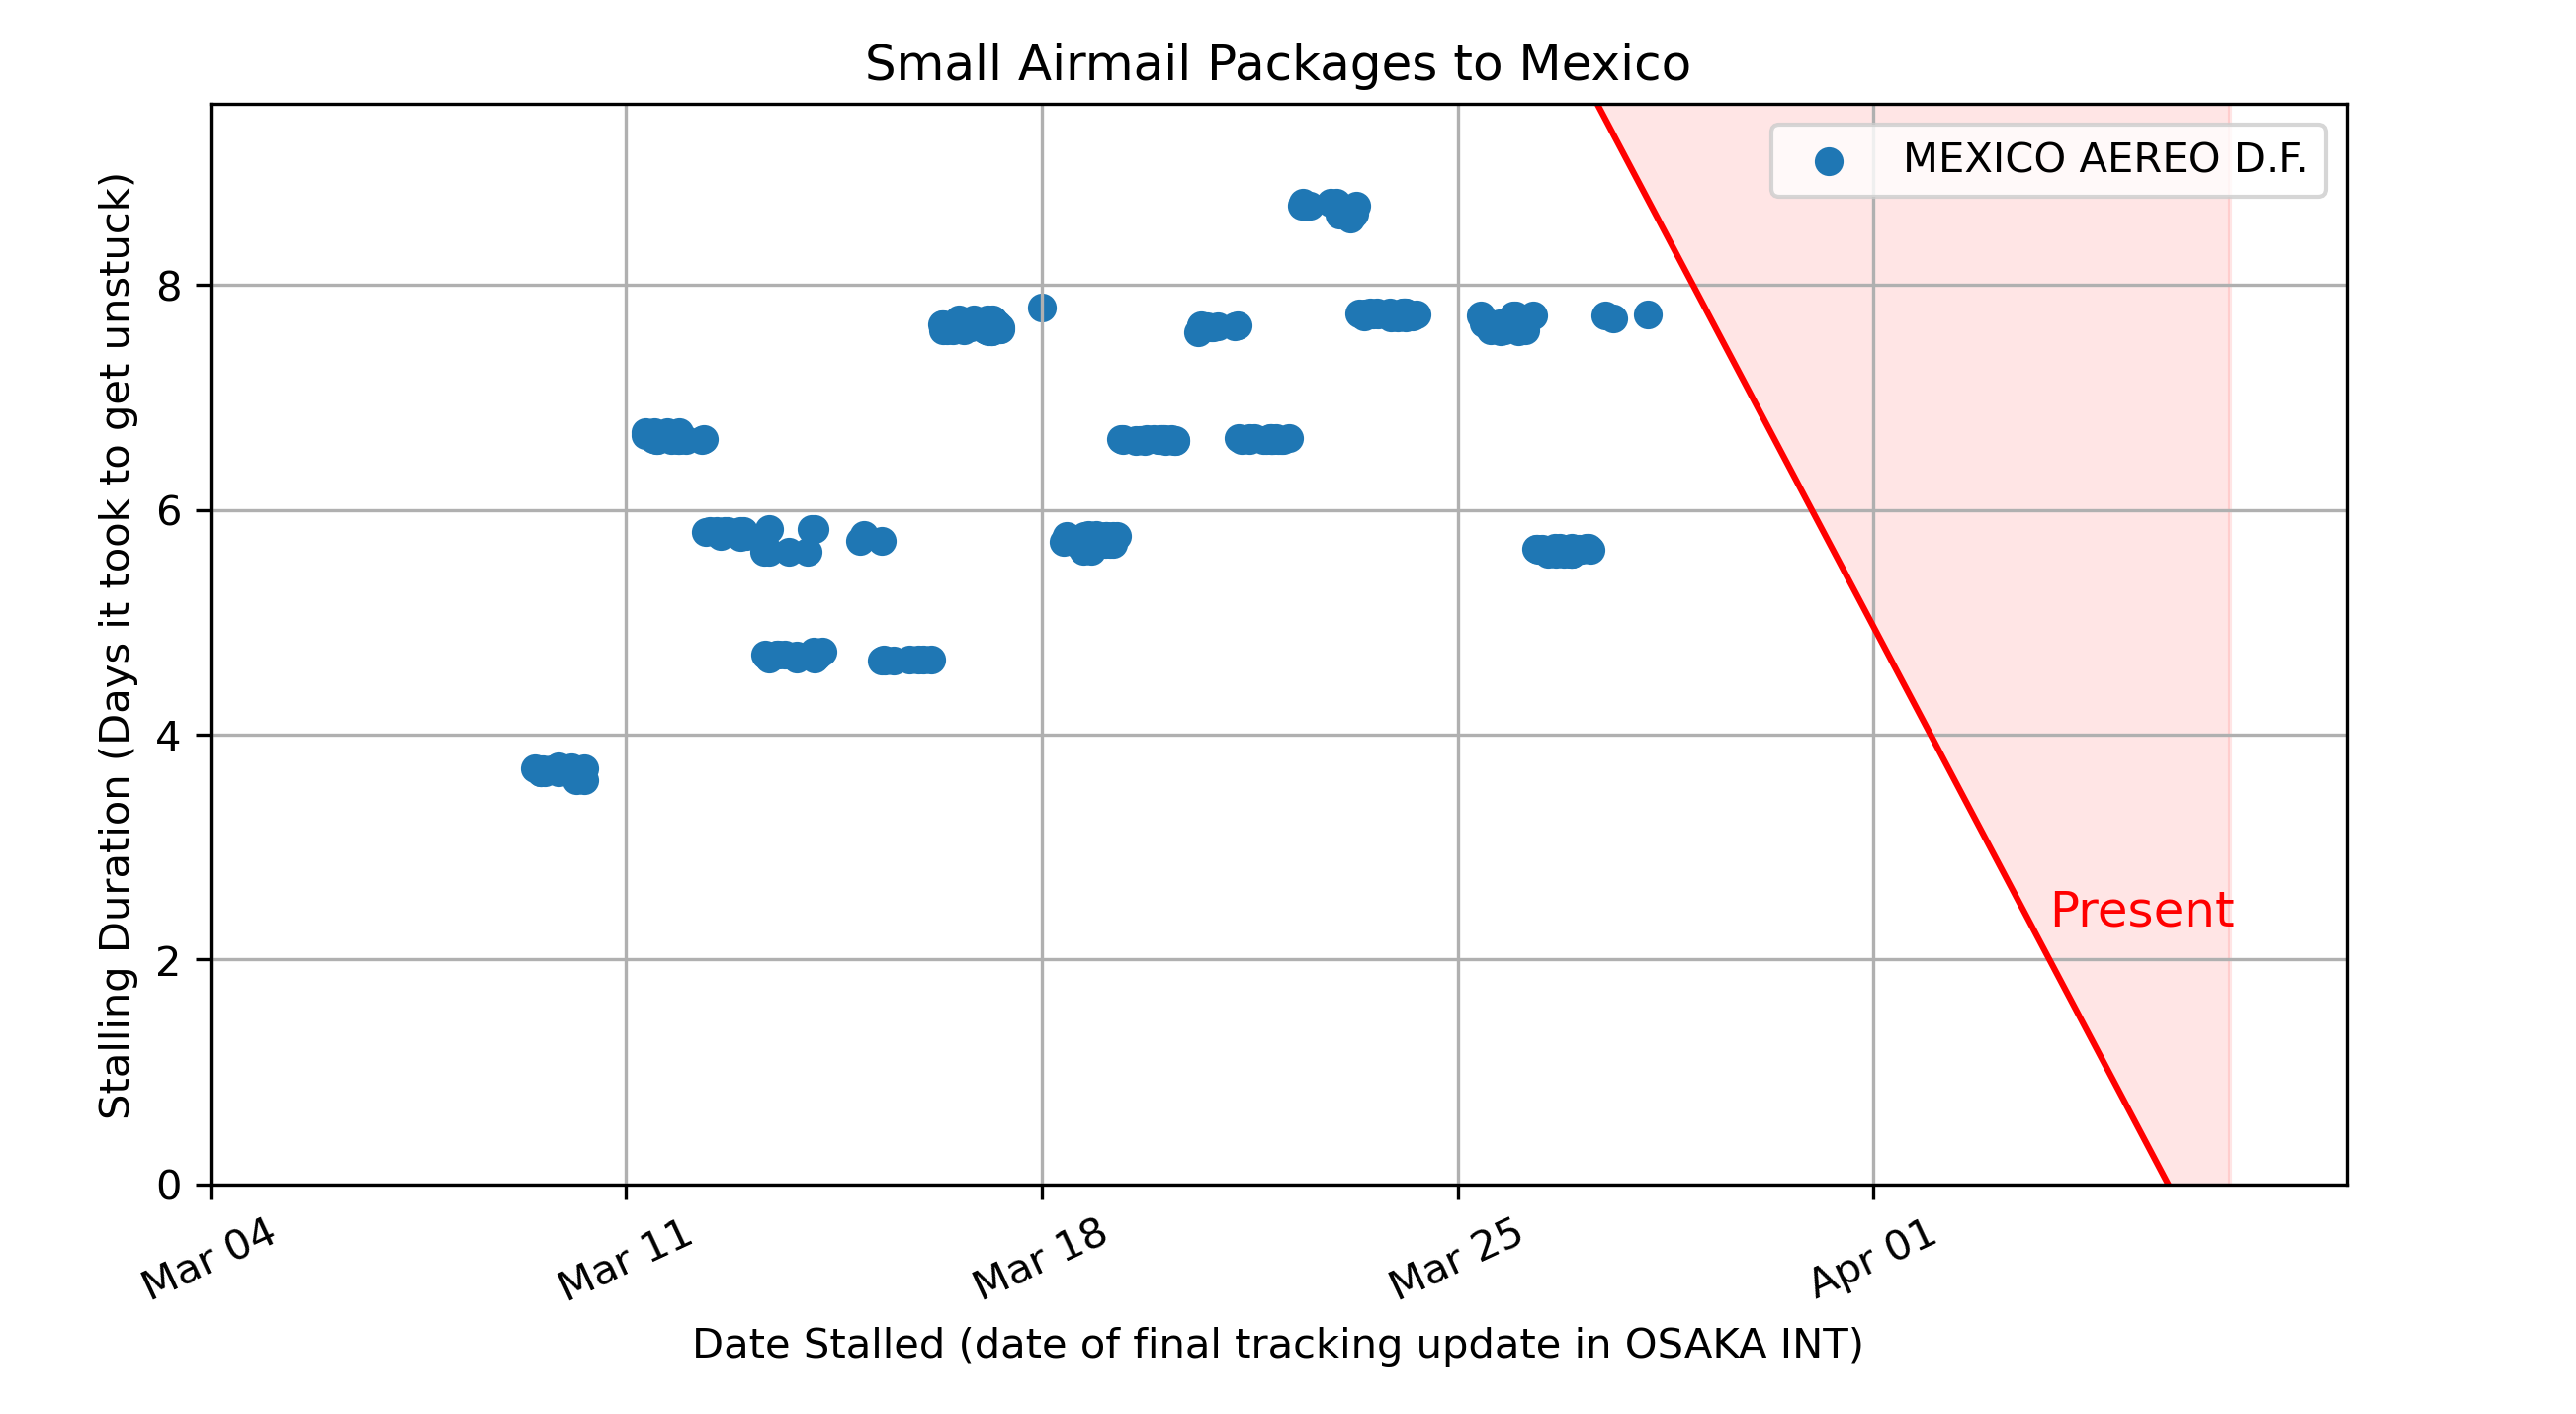 Small Airmail Packages to Mexico
MEXICO AEREO D.F.
Stalling Duration (Days it took to get unstuck)
8
6
4
2
0
Present
Mar 04
Mar 11
Mar 18
Mar 25
Apr 01
Date Stalled (date of final tracking update in OSAKA INT)